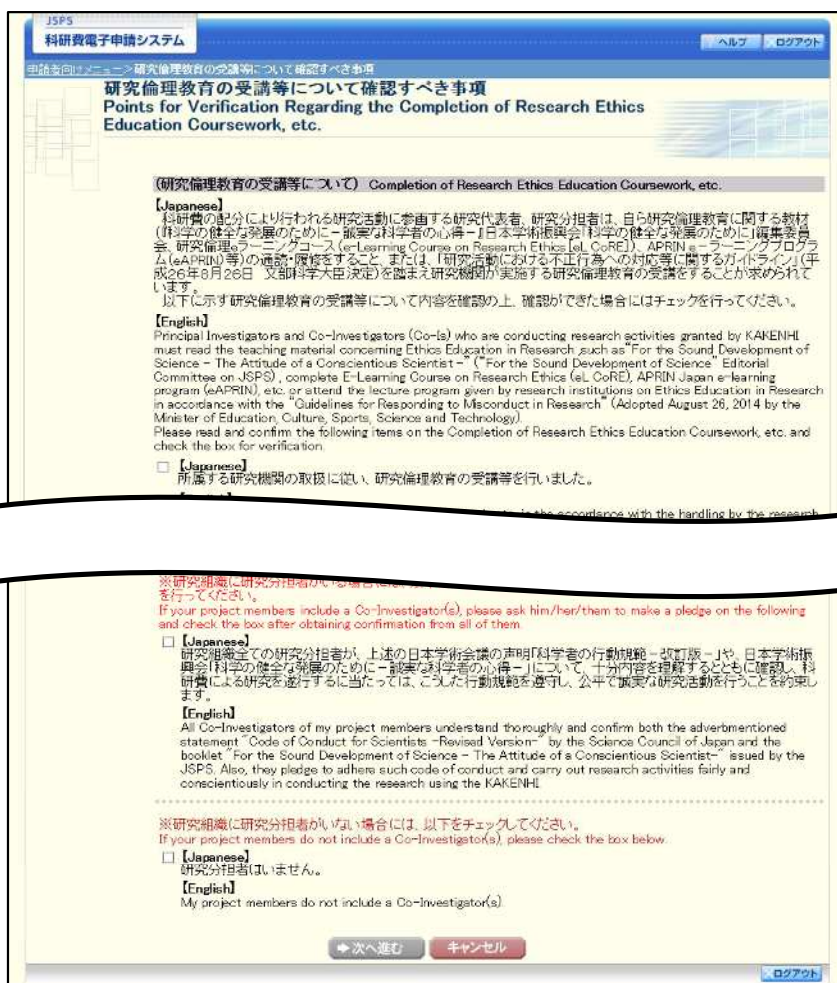 JSPS
科研費電子申請システム
ヘルプ
ログアウト
申請者向けメニュー>研究倫理教育の受講等について確認すべき事項
研究倫理教育の受講等について確認すべき事項
Points for Verification Regarding the Completion of Research Ethics
Education Coursework, etc.
(研究倫理教育の受講等について) Completion of Research Ethics Education Coursework, etc.
【Japanese】
科研費の配分により行われる研究活動に参画する研究代表者、研究分担者は、自ら研究倫理教育に関する教材
(『科学の健全な発展のために-誠実な科学者の心得-』日本学術振興会「科学の健全な発展のために」編集委員
会、研究倫理eラーニングコース(e-Learning Course on Research Ethics [eL CoRE])、APRIN e-ラーニングプログラ
ム(eAPRIN)等)の通読・履修をすること、または、「研究活動における不正行為への対応等に関するガイドライン」(平
成26年8月26日 文部科学大臣決定)を踏まえ研究機関が実施する研究倫理教育の受講をすることが求められて
います。
以下に示す研究倫理教育の受講等について内容を確認の上、確認ができた場合にはチェックを行ってください。
【English】
Principal Investigators and Co-Investigators (Co-Is) who are conducting research activities granted by KAKENHI
must read the teaching material concerning Ethics Education in Research ,such as"For the Sound Development of
Science - The Attitude of a Conscientious Scientist -" ("For the Sound Development of Science" Editorial
Committee on JSPS) , complete E-Learning Course on Research Ethics (eL CoRE), APRIN Japan e-learning
program (eAPRIN), etc. or attend the lecture program given by research institutions on Ethics Education in Research
in accordance with the "Guidelines for Responding to Misconduct in Research" (Adopted August 26, 2014 by the
Minister of Education, Culture, Sports, Science and Technology).
Please read and confirm the following items on the Completion of Research Ethics Education Coursework, etc. and
check the box for verification.
【Japanese】
所属する研究機関の取扱に従い、研究倫理教育の受講等を行いました。
accordance with the handling by the research
※研究組織に研究分担者がいる場合には
を行ってください。
If your project members include a Co-Investigator(s), please ask him/her/them to make a pledge on the following
and check the box after obtaining confirmation from all of them.
【Japanese】
研究組織全ての研究分担者が、上述の日本学術会議の声明「科学者の行動規範-改訂版-」や、日本学術振
興会「科学の健全な発展のために-誠実な科学者の心得-」について、十分内容を理解するとともに確認し、科
研費による研究を遂行するに当たっては、こうした行動規範を遵守し、公平で誠実な研究活動を行うことを約束し
ます。
【English】
All Co-Investigators of my project members understand thoroughly and confirm both the adverbmentioned
statement "Code of Conduct for Scientists -Revised Version-" by the Science Council of Japan and the
booklet "For the Sound Development of Science - The Attitude of a Conscientious Scientist-" issued by the
JSPS. Also, they pledge to adhere such code of conduct and carry out research activities fairly and
conscientiously in conducting the research using the KAKENHI.
※研究組織に研究分担者がいない場合には、以下をチェックしてください。
If your project members do not include a Co-Investigator(s), please check the box below.
【Japanese】
研究分担者はいません。
【English】
My project members do not include a Co-Investigator(s).
次へ進む
キャンセル
ログアウト